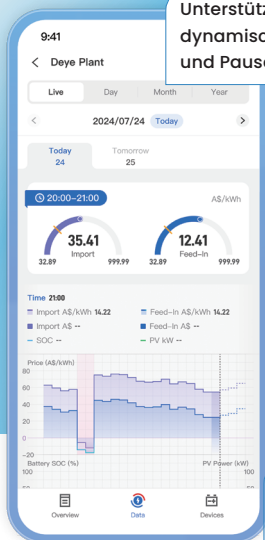 Unterstütz
dynamisc
und Paus
9:41
Deye Plant
Live Day Month Year
2024/07/24 Today
Today Tomorrow
24 25
20:00-21:00 A$/kWh
35.41 12.41
Import Feed-In
32.89 999.99 32.89 999.99
Time 21:00
Import A$/kWh 14.22 Feed-In A$/kWh 14.22
Import A$ -- Feed-In A$ --
SOC -- PV kW --
Price (A$/kWh)
80
60
40
20
0
-20
Battery SOC (%) PV Power (kW)
100 100
Overview Data Devices